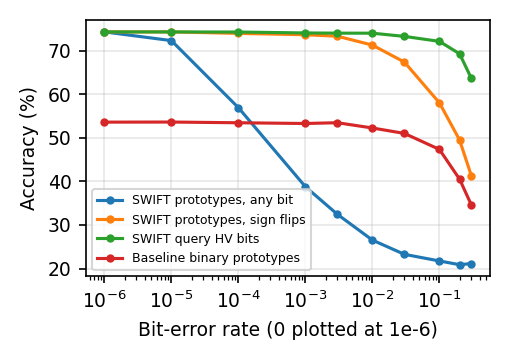 Accuracy (%)
70
60
50
40
30
20
SWIFT prototypes, any bit
SWIFT prototypes, sign flips
SWIFT query HV bits
Baseline binary prototypes
10⁻⁶ 10⁻⁵ 10⁻⁴ 10⁻³ 10⁻² 10⁻¹
Bit-error rate (0 plotted at 1e-6)